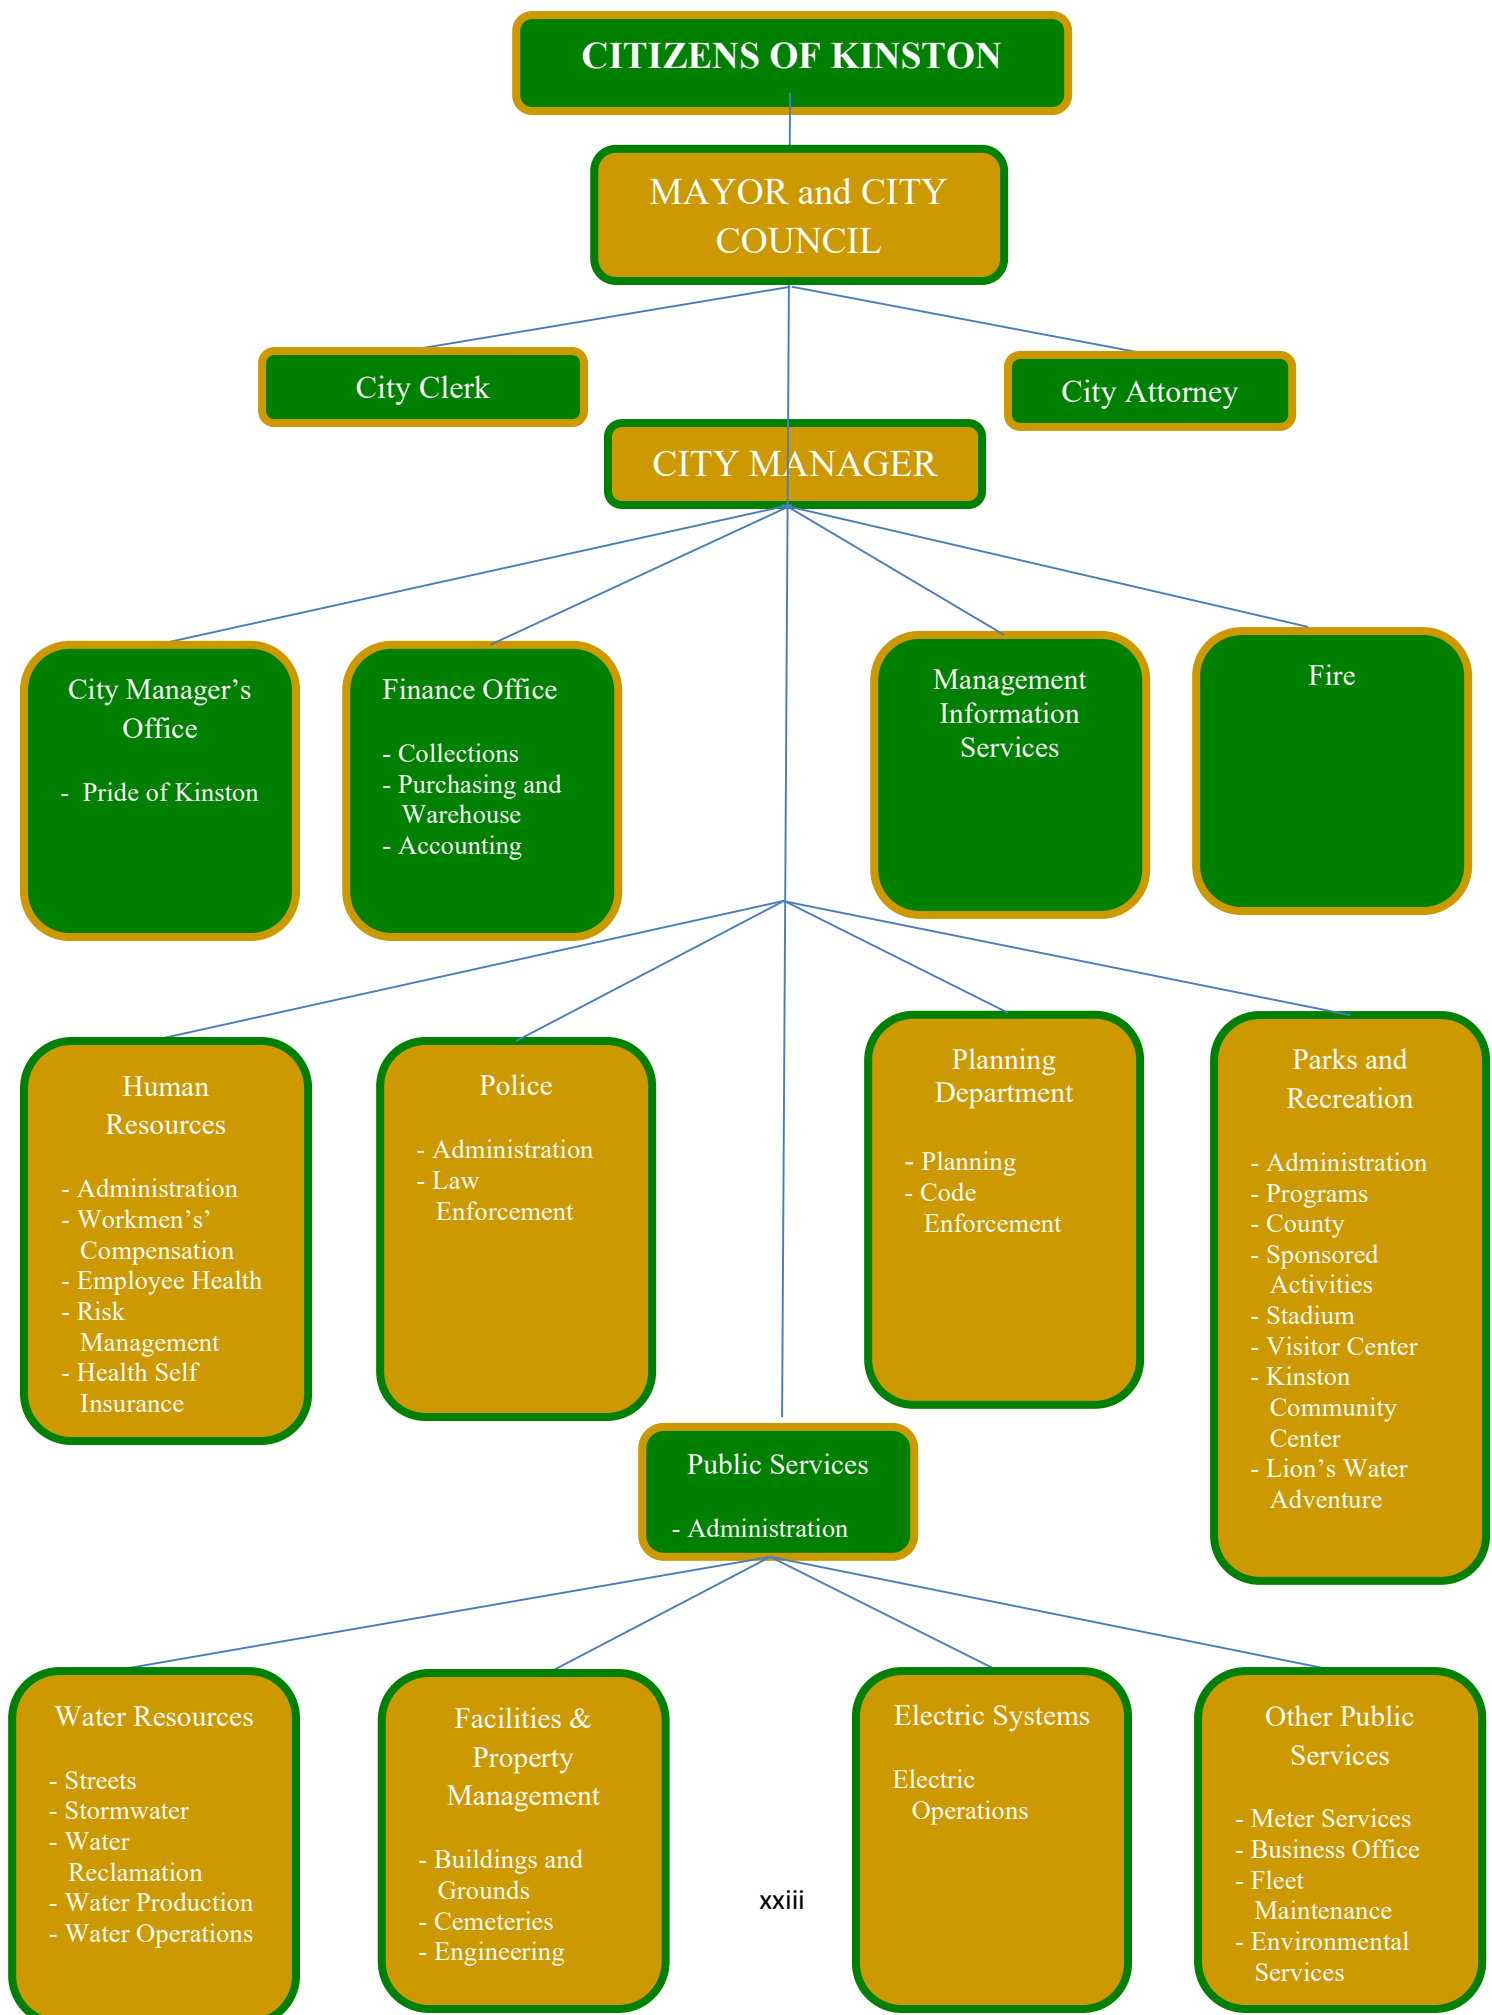 CITIZENS OF KINSTON
MAYOR and CITY
COUNCIL
City Clerk
City Attorney
CITY MANAGER
City Manager’s
Office
- Pride of Kinston
Finance Office
- Collections
- Purchasing and
Warehouse
- Accounting
Management
Information
Services
Fire
Human
Resources
- Administration
- Workmen’s’
Compensation
- Employee Health
- Risk
Management
- Health Self
Insurance
Police
- Administration
- Law
Enforcement
Planning
Department
- Planning
- Code
Enforcement
Parks and
Recreation
- Administration
- Programs
- County
- Sponsored
Activities
- Stadium
- Visitor Center
- Kinston
Community
Center
- Lion’s Water
Adventure
Public Services
- Administration
Water Resources
- Streets
- Stormwater
- Water
Reclamation
- Water Production
- Water Operations
Facilities &
Property
Management
- Buildings and
Grounds
- Cemeteries
- Engineering
Electric Systems
Electric
Operations
Other Public
Services
- Meter Services
- Business Office
- Fleet
Maintenance
- Environmental
Services
xxiii